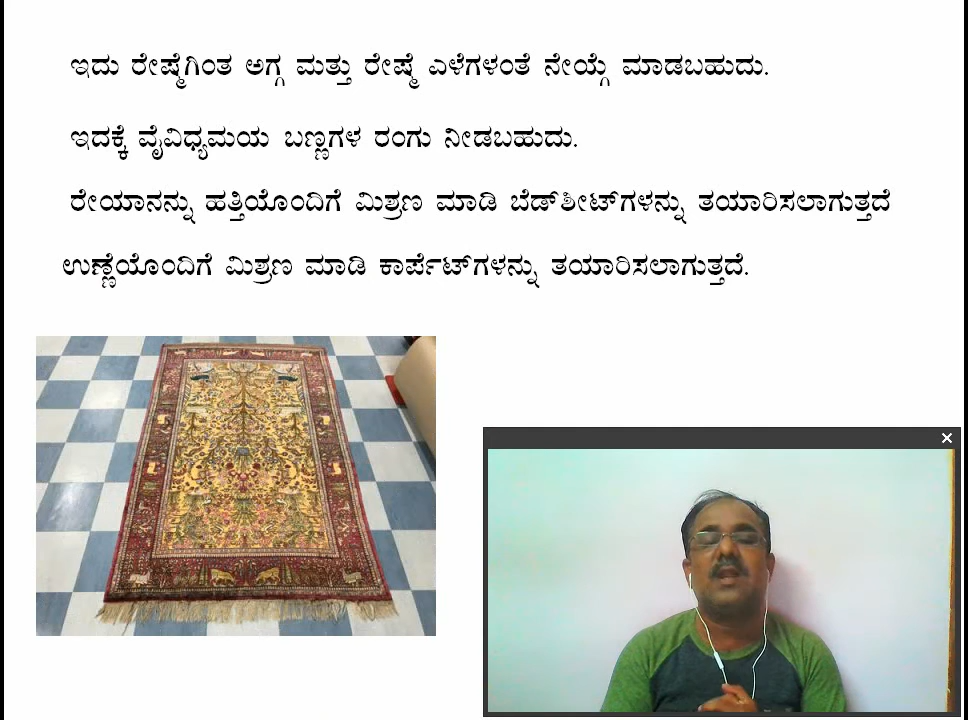 ಇದು ರೇಷ್ಮೆಗಿಂತ ಅಗ್ಗ ಮತ್ತು ರೇಷ್ಮೆ ಎಳೆಗಳಂತೆ ನೇಯ್ಗೆ ಮಾಡಬಹುದು.
ಇದಕ್ಕೆ ವೈವಿಧ್ಯಮಯ ಬಣ್ಣಗಳ ರಂಗು ನೀಡಬಹುದು.
ರೇಯಾನನ್ನು ಹತ್ತಿಯೊಂದಿಗೆ ಮಿಶ್ರಣ ಮಾಡಿ ಬೆಡ್‌ಶೀಟ್‌ಗಳನ್ನು ತಯಾರಿಸಲಾಗುತ್ತದೆ
ಉಣ್ಣೆಯೊಂದಿಗೆ ಮಿಶ್ರಣ ಮಾಡಿ ಕಾರ್ಪೆಟ್‌ಗಳನ್ನು ತಯಾರಿಸಲಾಗುತ್ತದೆ.